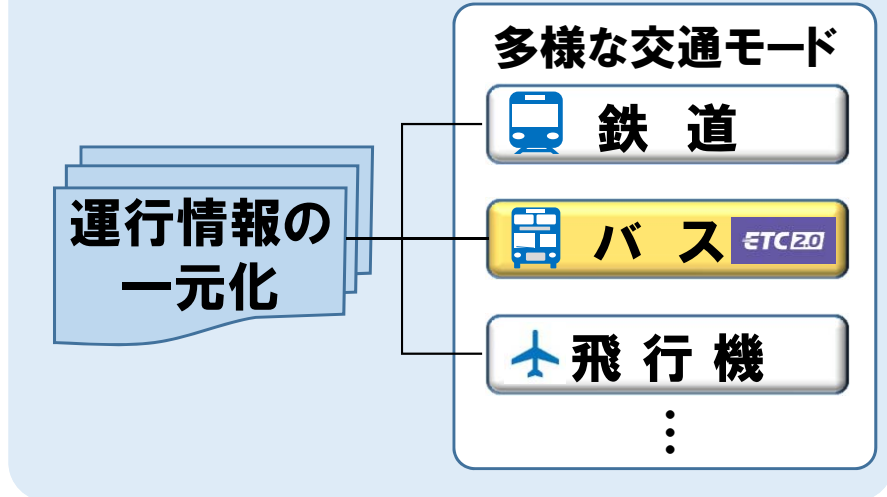 多様な交通モード
鉄道
運行情報の
一元化
バス ETC2.0
飛行機
⋮